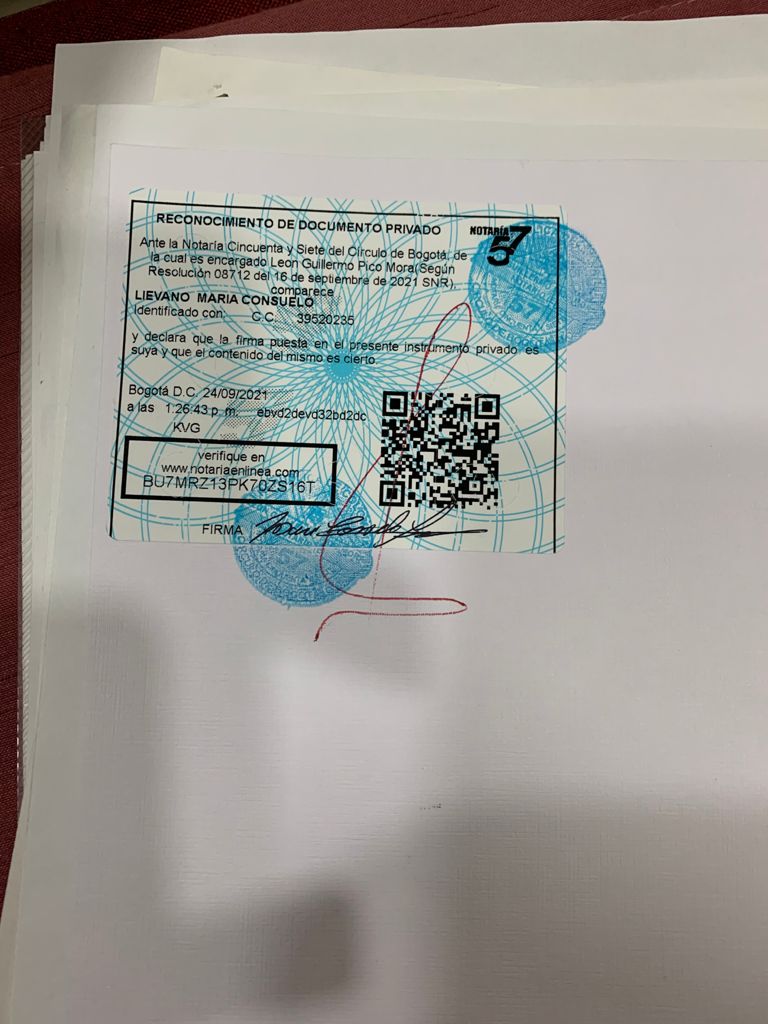 RECONOCIMIENTO DE DOCUMENTO PRIVADO
NOTARÍA 57
Ante la Notaría Cincuenta y Siete del Círculo de Bogotá, de
la cual es encargado Leon Guillermo Pico Mora(Según
Resolución 08712 del 16 de septiembre de 2021 SNR),
comparece
LIEVANO MARIA CONSUELO
Identificado con: C.C. 39520235
y declara que la firma puesta en el presente instrumento privado es
suya y que el contenido del mismo es cierto.
Bogotá D.C. 24/09/2021
a las 1:26:43 p. m. ebvd2devd32bd2dc
KVG
verifique en
www.notariaenlinea.com
BU7MRZ13PK70ZS16T
FIRMA